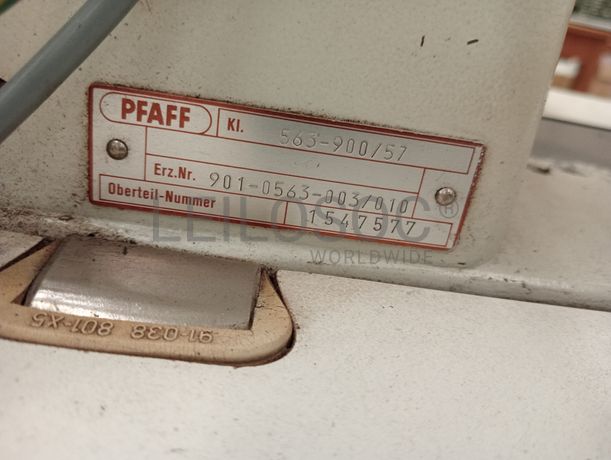 PFAFF Kl. 563-900/57
Erz.Nr. 901-0563-003/010
Oberteil-Nummer 1547577
LEILOSOC®
WORLDWIDE
91-038 801-X5